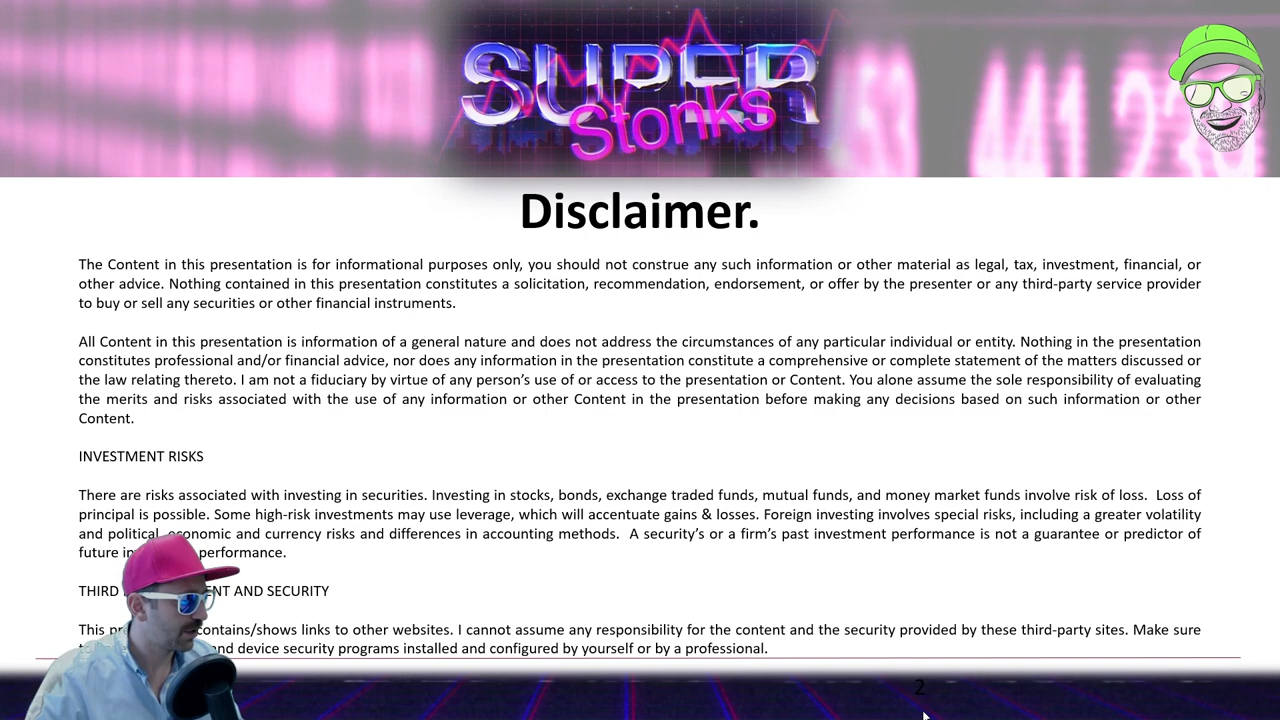 SUPER
Stonks
441 23
Disclaimer.
The Content in this presentation is for informational purposes only, you should not construe any such information or other material as legal, tax, investment, financial, or
other advice. Nothing contained in this presentation constitutes a solicitation, recommendation, endorsement, or offer by the presenter or any third-party service provider
to buy or sell any securities or other financial instruments.
All Content in this presentation is information of a general nature and does not address the circumstances of any particular individual or entity. Nothing in the presentation
constitutes professional and/or financial advice, nor does any information in the presentation constitute a comprehensive or complete statement of the matters discussed or
the law relating thereto. I am not a fiduciary by virtue of any person’s use of or access to the presentation or Content. You alone assume the sole responsibility of evaluating
the merits and risks associated with the use of any information or other Content in the presentation before making any decisions based on such information or other
Content.
INVESTMENT RISKS
There are risks associated with investing in securities. Investing in stocks, bonds, exchange traded funds, mutual funds, and money market funds involve risk of loss.  Loss of
principal is possible. Some high-risk investments may use leverage, which will accentuate gains & losses. Foreign investing involves special risks, including a greater volatility
and political, economic and currency risks and differences in accounting methods.  A security’s or a firm’s past investment performance is not a guarantee or predictor of
future performance.
THIRD AND SECURITY
This contains/shows links to other websites. I cannot assume any responsibility for the content and the security provided by these third-party sites. Make sure
and device security programs installed and configured by yourself or by a professional.
2